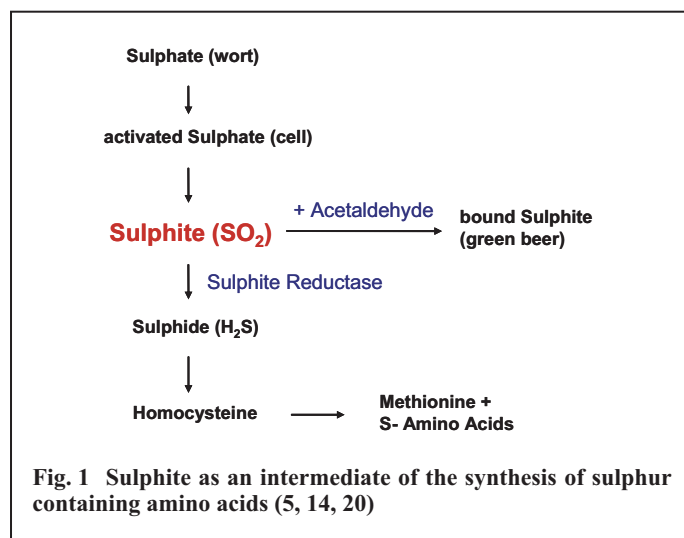 Sulphate (wort)
activated Sulphate (cell)
Sulphite (SO₂)
+ Acetaldehyde
bound Sulphite
(green beer)
Sulphite Reductase
Sulphide (H₂S)
Homocysteine
Methionine +
S- Amino Acids
Fig. 1 Sulphite as an intermediate of the synthesis of sulphur
containing amino acids (5, 14, 20)